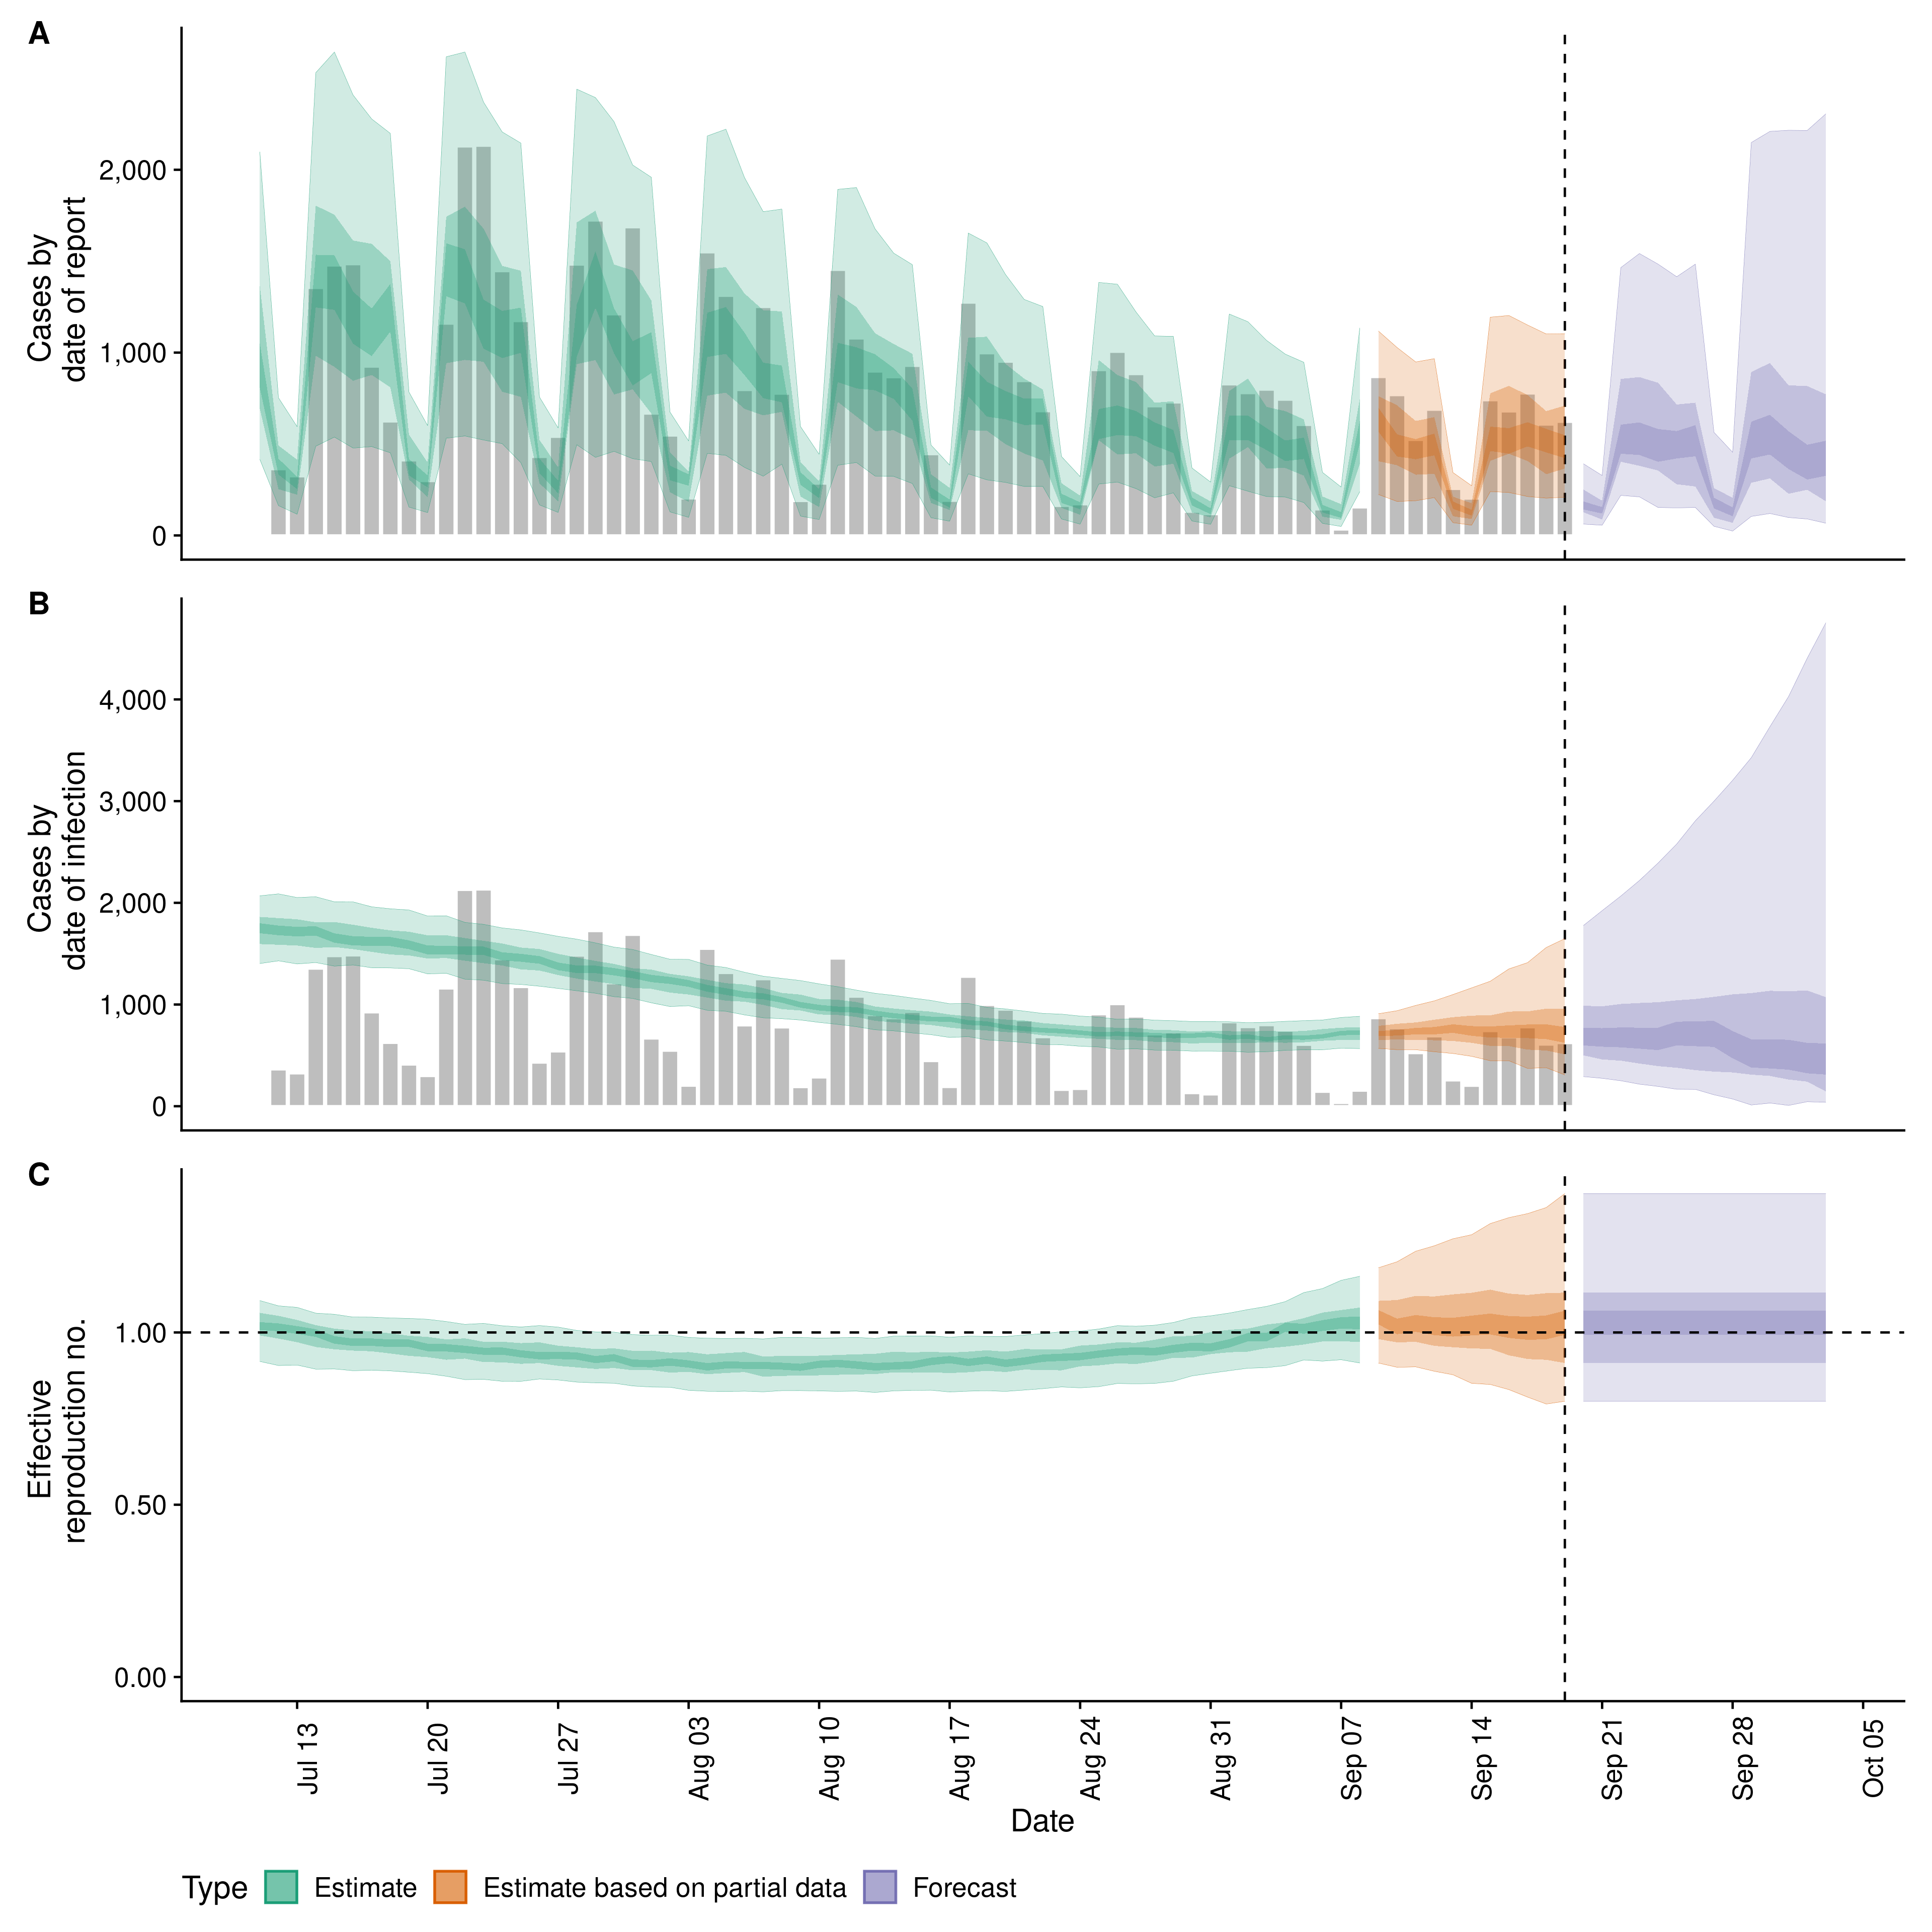 A
Cases by
date of report
2,000
1,000
0
B
Cases by
date of infection
4,000
3,000
2,000
1,000
0
C
Effective
reproduction no.
1.00
0.50
0.00
Jul 13
Jul 20
Jul 27
Aug 03
Aug 10
Aug 17
Aug 24
Aug 31
Sep 07
Sep 14
Sep 21
Sep 28
Oct 05
Date
Type
Estimate
Estimate based on partial data
Forecast